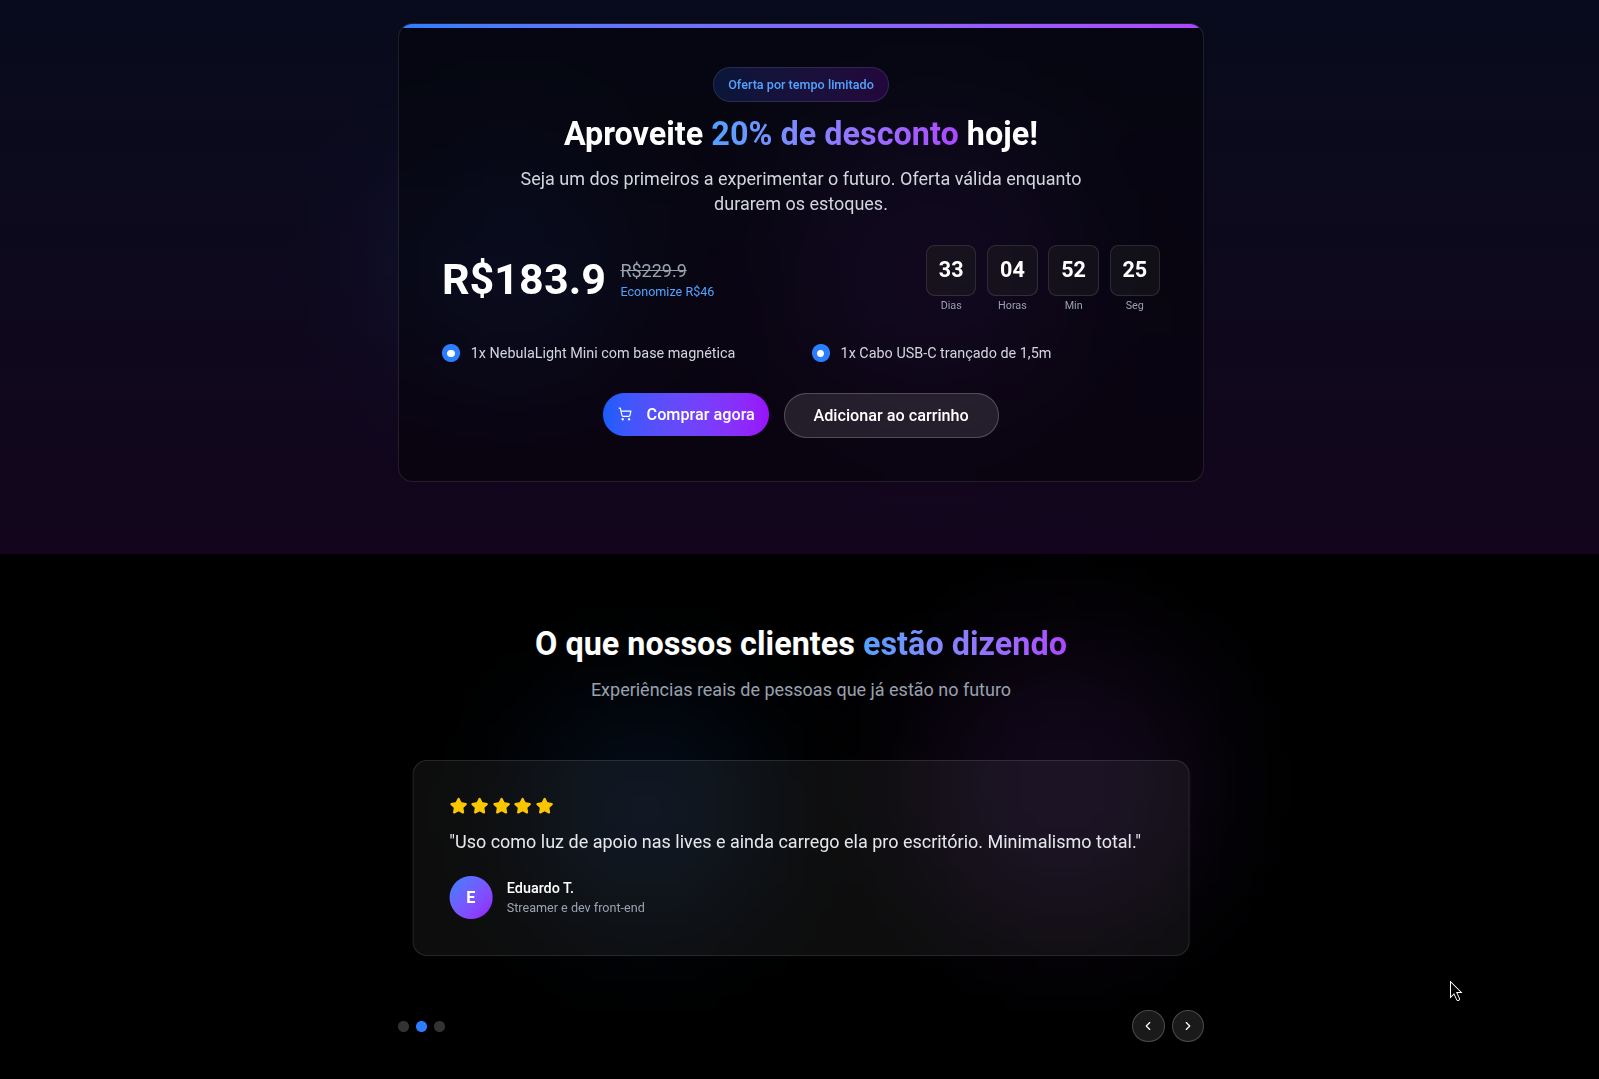 Oferta por tempo limitado
Aproveite 20% de desconto hoje!
Seja um dos primeiros a experimentar o futuro. Oferta válida enquanto
durarem os estoques.
R$183.9
R$229.9
Economize R$46
33 04 52 25
Dias Horas Min Seg
1x NebulaLight Mini com base magnética
1x Cabo USB-C trançado de 1,5m
Comprar agora
Adicionar ao carrinho
O que nossos clientes estão dizendo
Experiências reais de pessoas que já estão no futuro
"Uso como luz de apoio nas lives e ainda carrego ela pro escritório. Minimalismo total."
E
Eduardo T.
Streamer e dev front-end